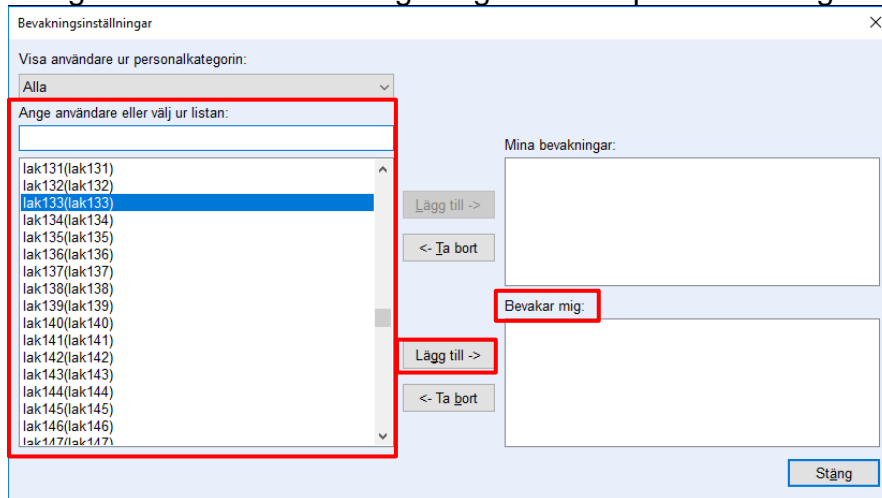 Bevakningsinställningar
Visa användare ur personalkategorin:
Alla
Ange användare eller välj ur listan:
Mina bevakningar:
lak131(lak131)
lak132(lak132)
lak133(lak133)
lak134(lak134)
lak135(lak135)
lak136(lak136)
lak137(lak137)
lak138(lak138)
lak139(lak139)
lak140(lak140)
lak141(lak141)
lak142(lak142)
lak143(lak143)
lak144(lak144)
lak145(lak145)
lak146(lak146)
lak147(lak147)
Lägg till ->
<- Ta bort
Bevakar mig:
Lägg till ->
<- Ta bort
Stäng